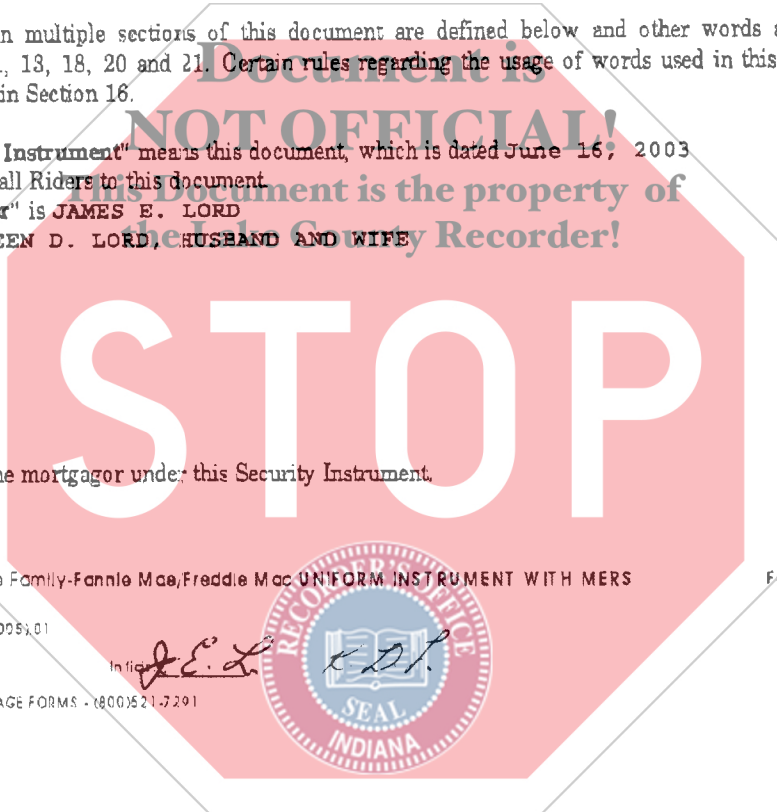 n multiple sections of this document are defined below and other words a
, 13, 18, 20 and 21. Certain rules regarding the usage of words used in this
in Section 16.
Document is
NOT OFFICIAL!
This Document is the property of
the Lake County Recorder!
Instrument" means this document, which is dated June 16, 2003
all Riders to this document.
r" is JAMES E. LORD
EEN D. LORD, HUSBAND AND WIFE
STOP
he mortgagor under this Security Instrument.
e Family-Fannie Mae/Freddie Mac UNIFORM INSTRUMENT WITH MERS
005).01
Initials
J E. L K D L.
AGE FORMS - (800)521-7291
RECORDER'S OFFICE
SEAL
INDIANA